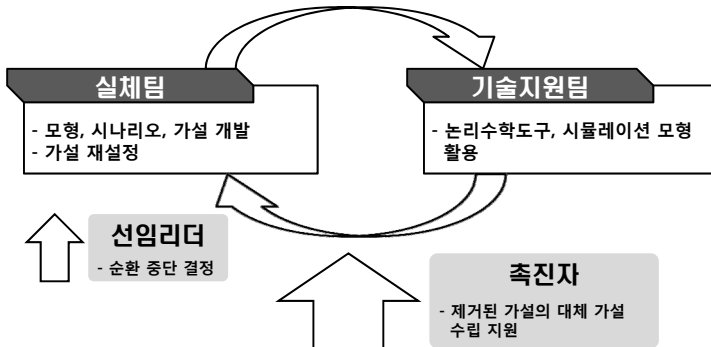 실체팀
- 모형, 시나리오, 가설 개발
- 가설 재설정
기술지원팀
- 논리수학도구, 시뮬레이션 모형
활용
선임리더
- 순환 중단 결정
촉진자
- 제거된 가설의 대체 가설
수립 지원